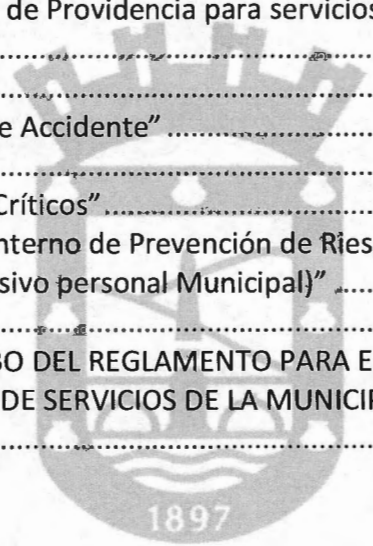 de Providencia para servicios
....................
....................
e Accidente" ....................
....................
Críticos" ....................
nterno de Prevención de Ries
sivo personal Municipal)" ....................
....................
BO DEL REGLAMENTO PARA E
DE SERVICIOS DE LA MUNICIP
....................
1897